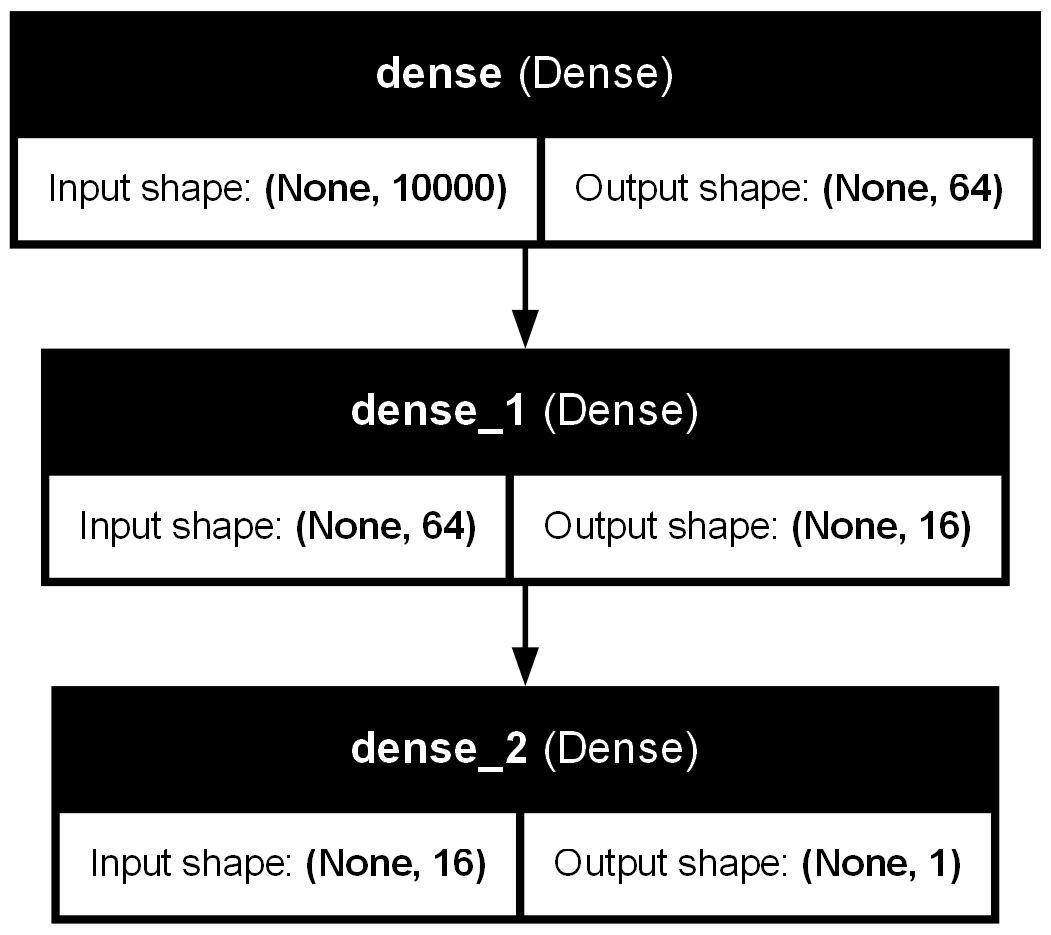 dense (Dense)
Input shape: (None, 10000) Output shape: (None, 64)
dense_1 (Dense)
Input shape: (None, 64) Output shape: (None, 16)
dense_2 (Dense)
Input shape: (None, 16) Output shape: (None, 1)